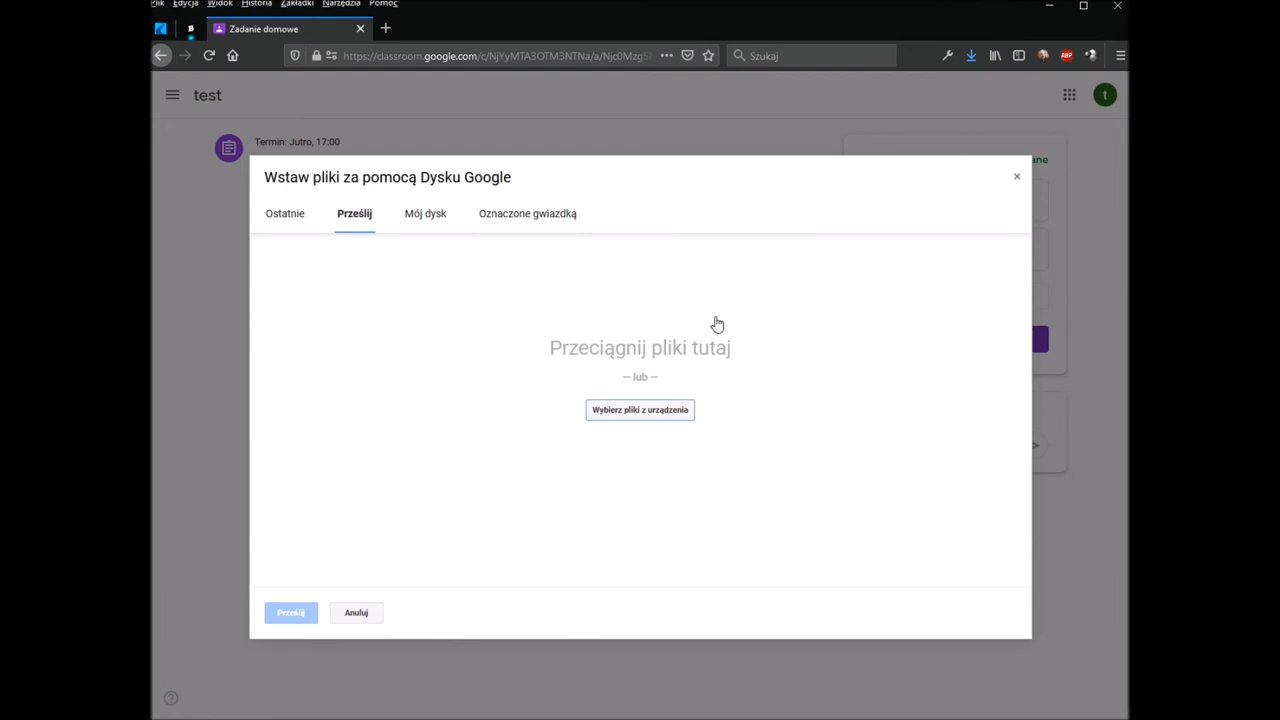 Plik Edycja Widok Historia Zakładki Narzędzia Pomoc
Zadanie domowe
https://classroom.google.com/c/NjYyMTA3OTM3NTNa/a/Njc0Mzg5
Szukaj
ABP
test
t
Termin: Jutro, 17:00
ane
Wstaw pliki za pomocą Dysku Google
Ostatnie Prześlij Mój dysk Oznaczone gwiazdką
Przeciągnij pliki tutaj
— lub —
Wybierz pliki z urządzenia
Prześlij Anuluj